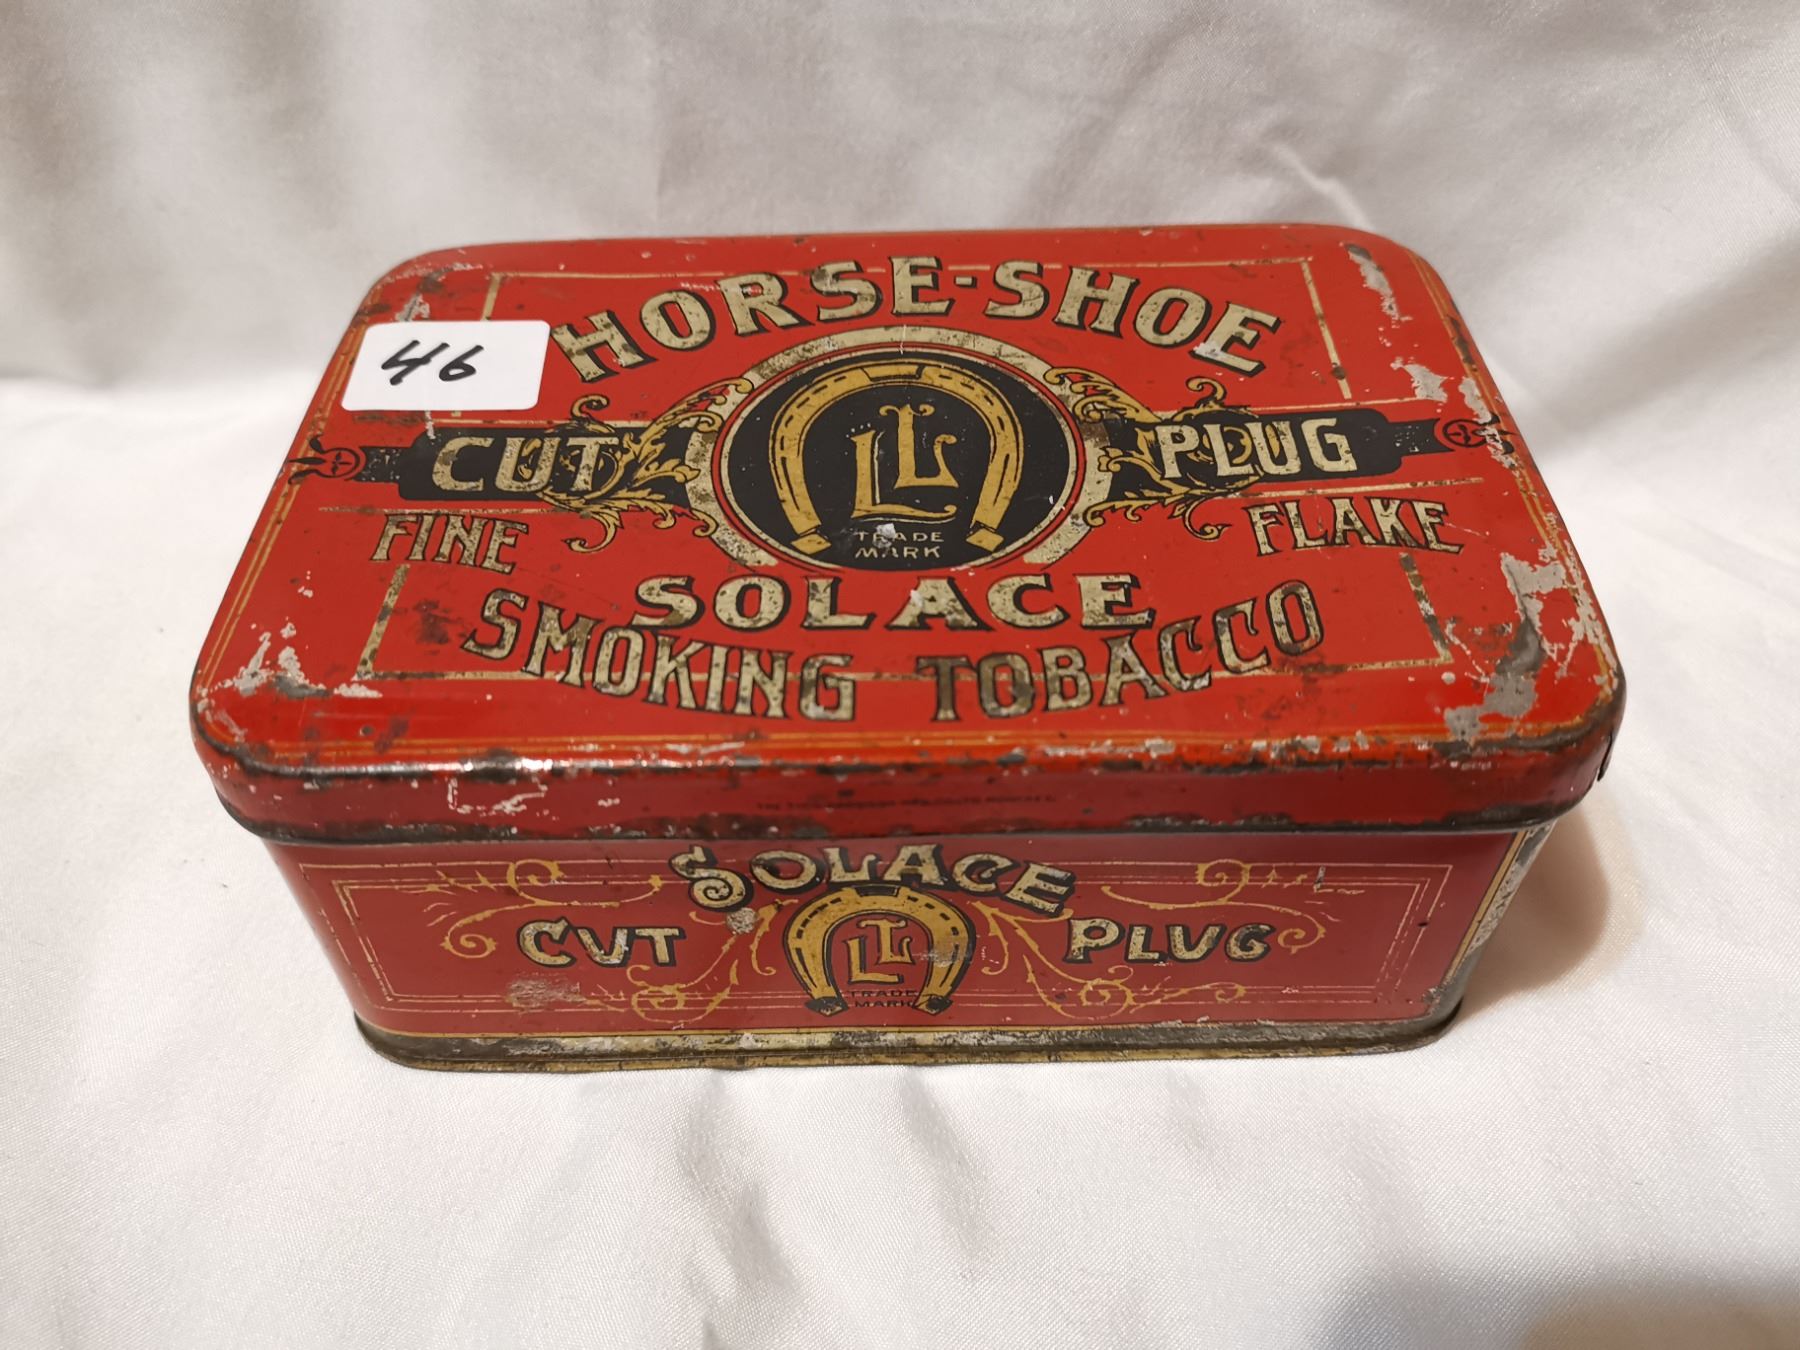 HORSE-SHOE
46
CUT LL PLUG
TRADE
MARK
FINE FLAKE
SOLACE
SMOKING TOBACCO
SOLACE
CUT LL PLUG
TRADE
MARK